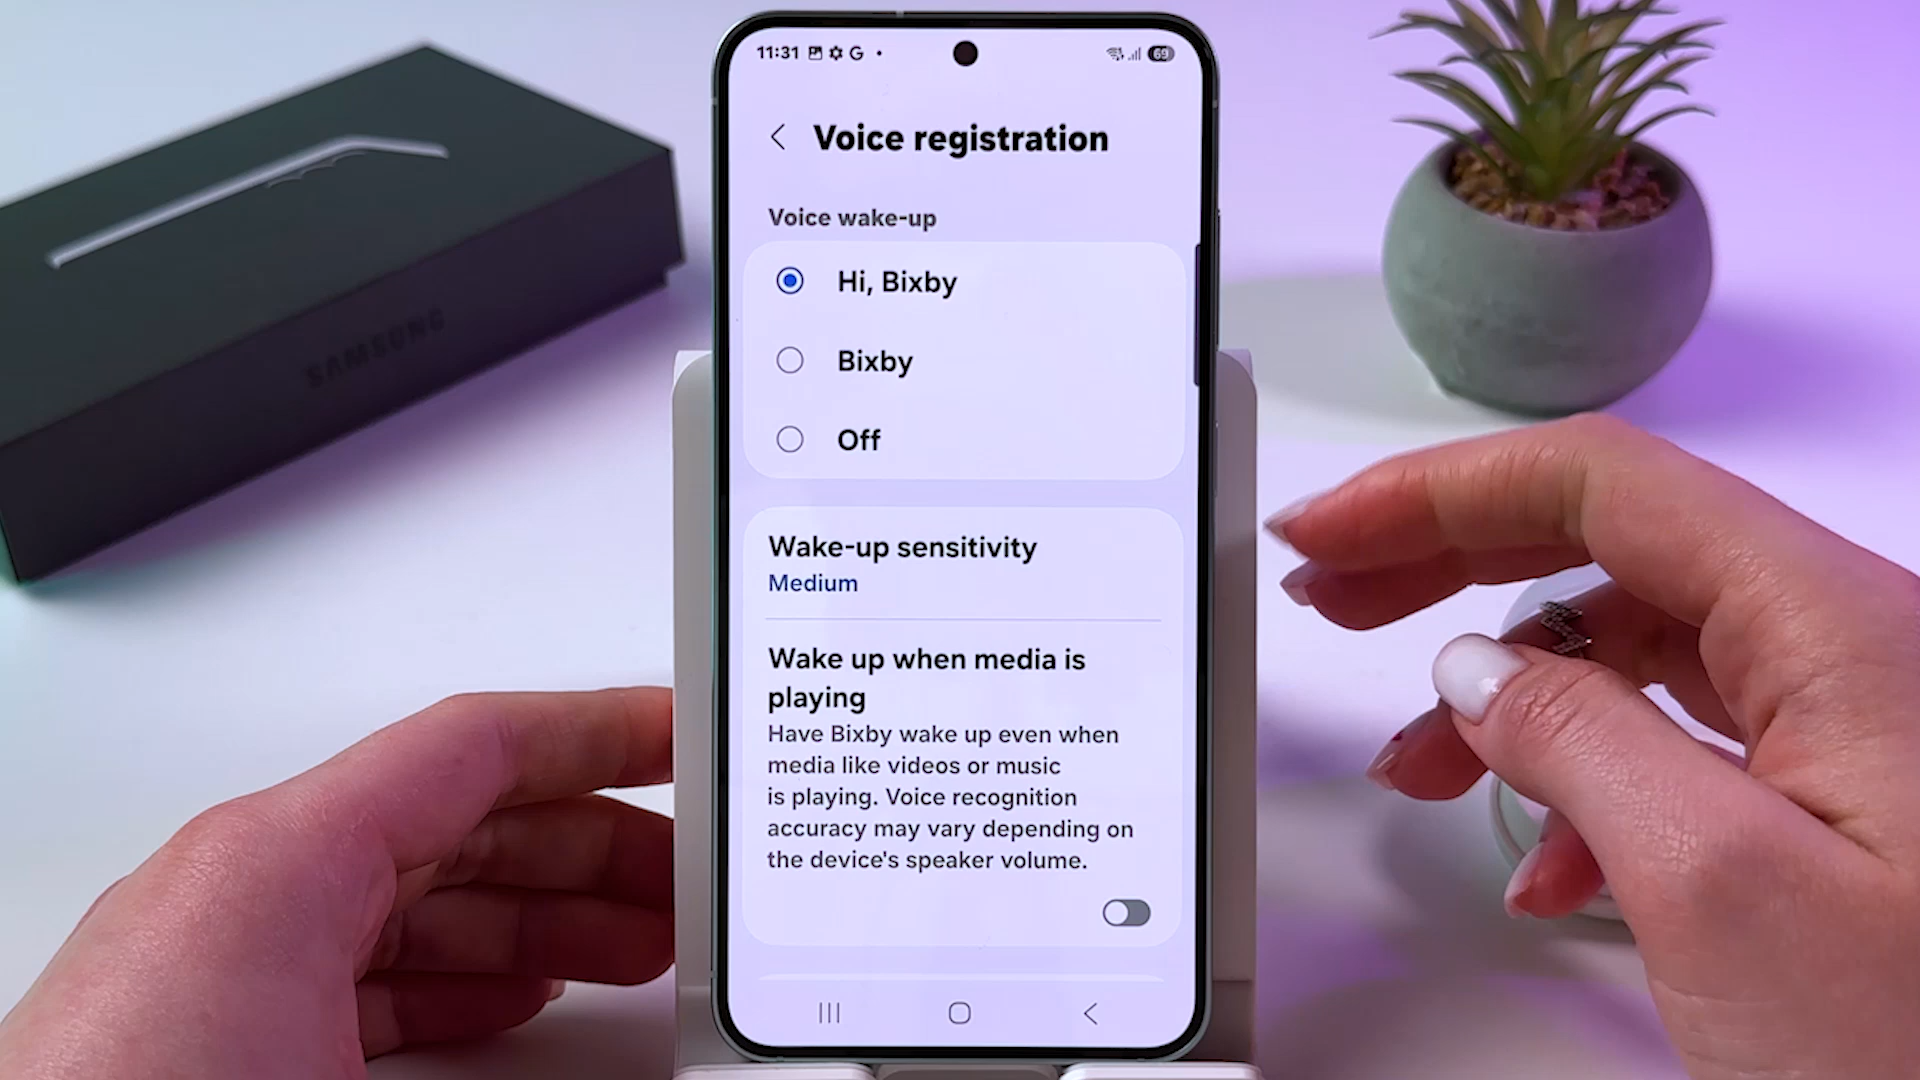 11:31
69
Voice registration
Voice wake-up
Hi, Bixby
Bixby
Off
SAMSUNG
Wake-up sensitivity
Medium
Wake up when media is
playing
Have Bixby wake up even when
media like videos or music
is playing. Voice recognition
accuracy may vary depending on
the device's speaker volume.